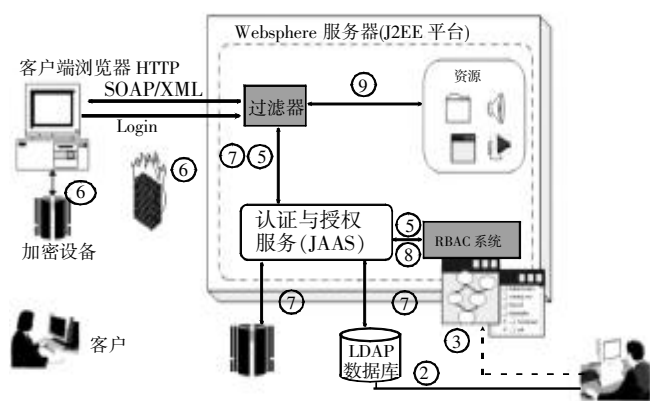 Websphere 服务器(J2EE 平台)
客户端浏览器 HTTP
SOAP/XML
Login
过滤器
⑨
资源
⑦ ⑤
⑥
⑥
加密设备
认证与授权
服务(JAAS)
⑤
⑧
RBAC 系统
⑦
⑦
③
客户
LDAP
数据库
②